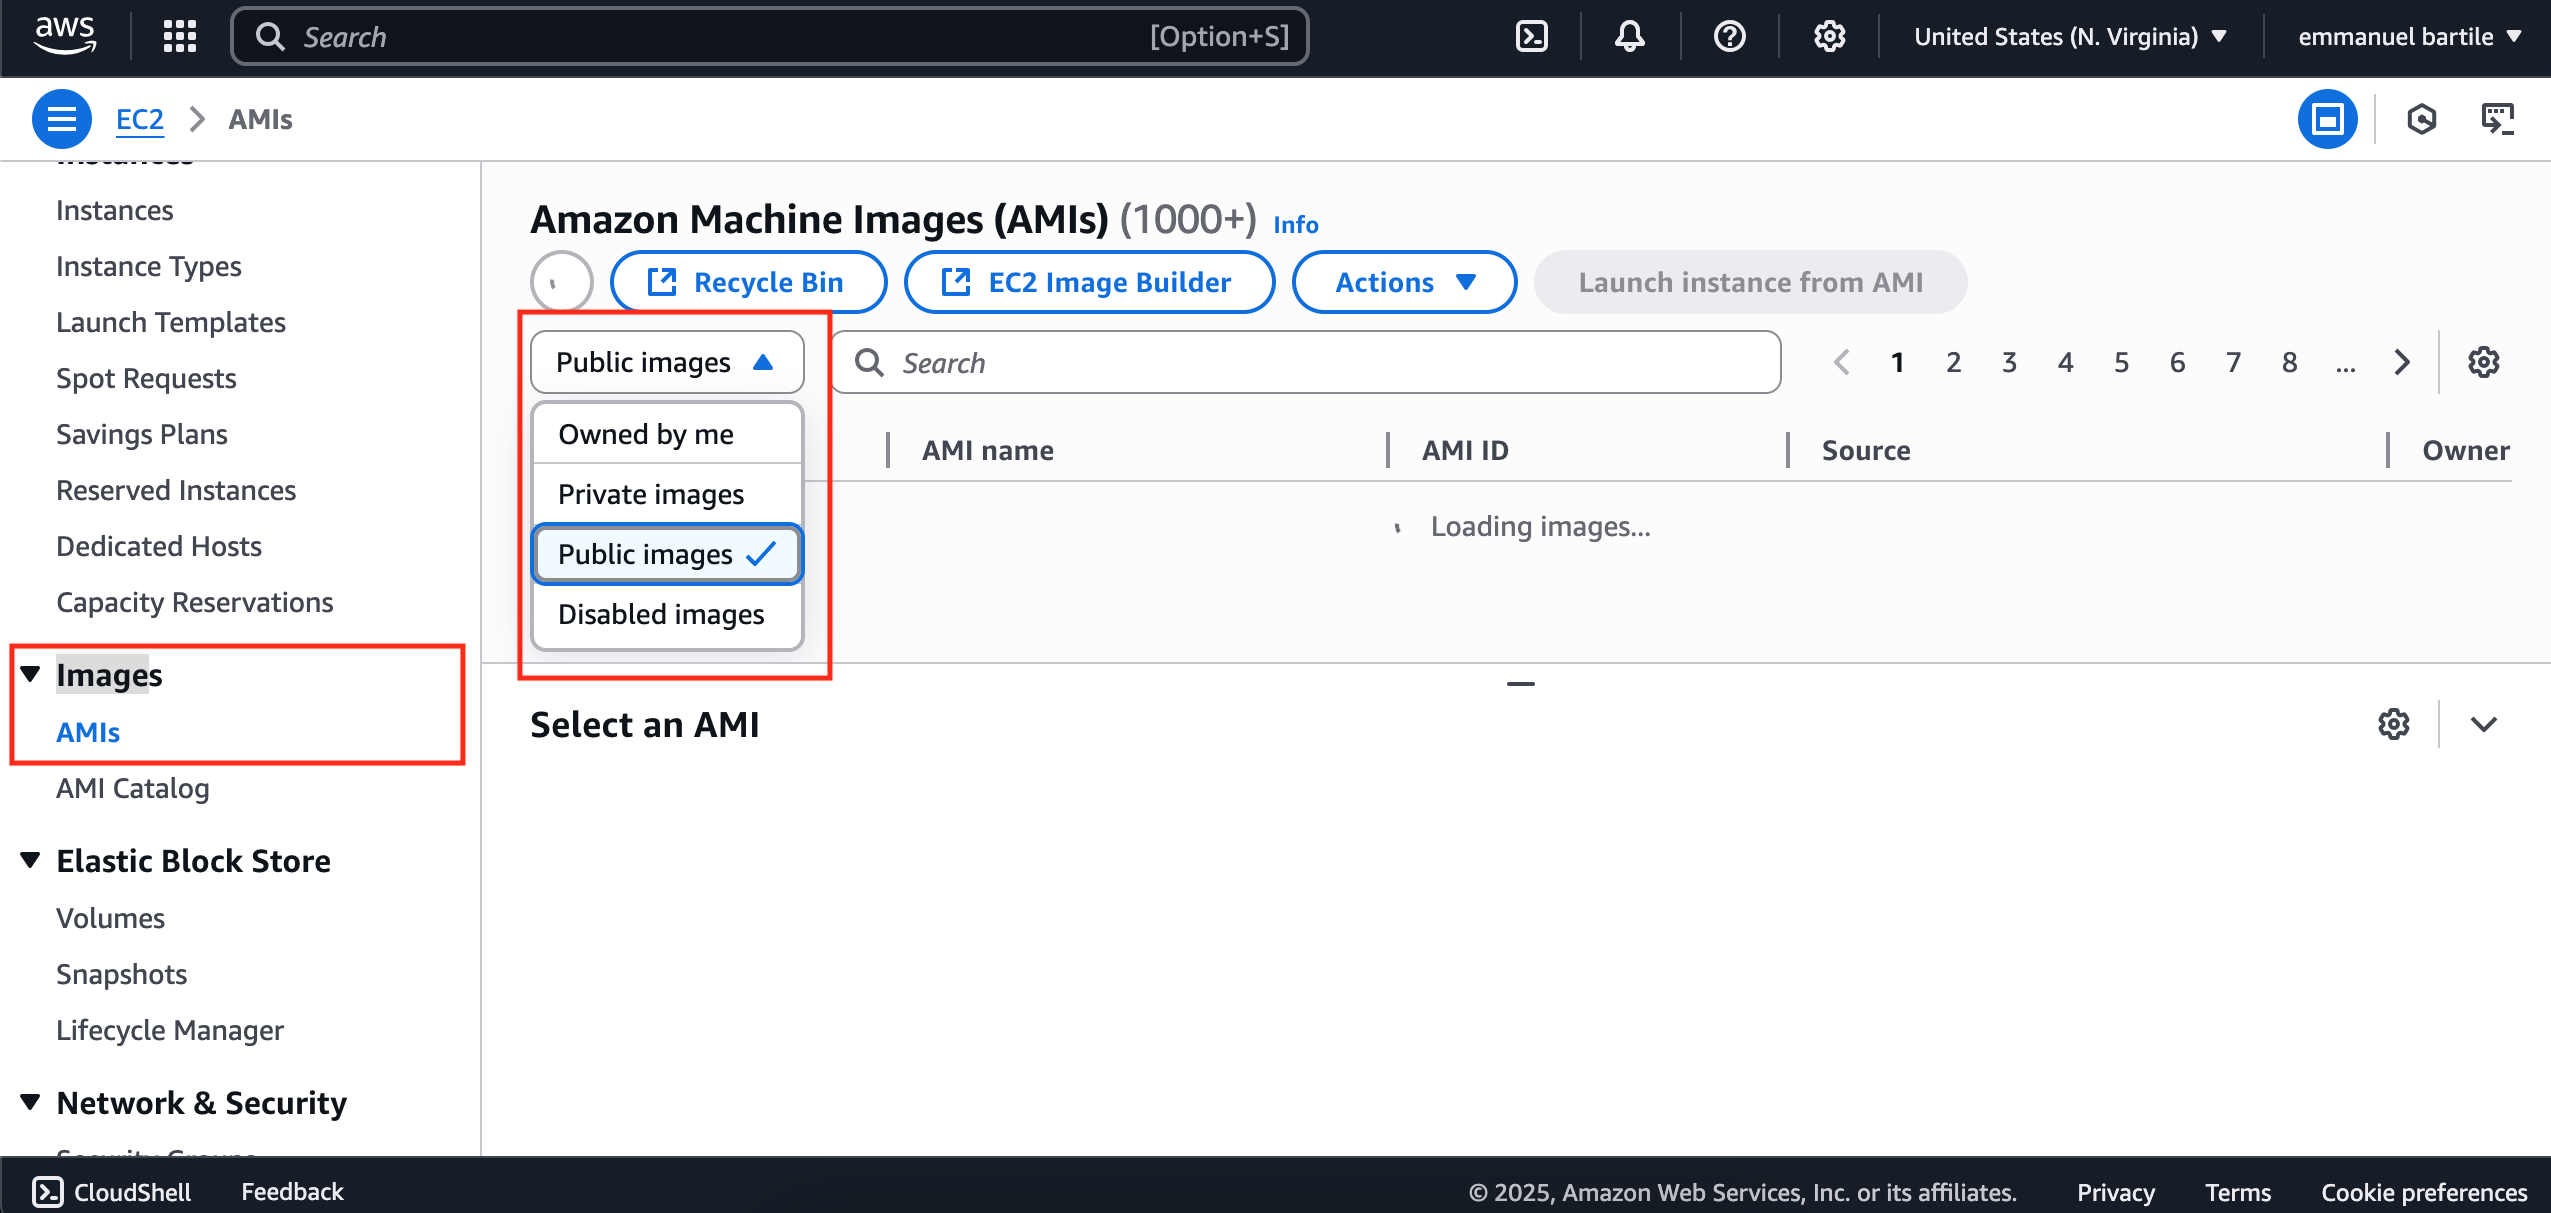 aws
Search [Option+S]
United States (N. Virginia)
emmanuel bartile
EC2 > AMIs
Instances
Instances
Instance Types
Launch Templates
Spot Requests
Savings Plans
Reserved Instances
Dedicated Hosts
Capacity Reservations
Images
AMIs
AMI Catalog
Elastic Block Store
Volumes
Snapshots
Lifecycle Manager
Network & Security
Security Groups
Amazon Machine Images (AMIs) (1000+) Info
Recycle Bin
EC2 Image Builder
Actions
Launch instance from AMI
Public images
Search
1 2 3 4 5 6 7 8 ...
Owned by me
Private images
Public images
Disabled images
AMI name
AMI ID
Source
Owner
Loading images...
Select an AMI
CloudShell
Feedback
© 2025, Amazon Web Services, Inc. or its affiliates.
Privacy
Terms
Cookie preferences